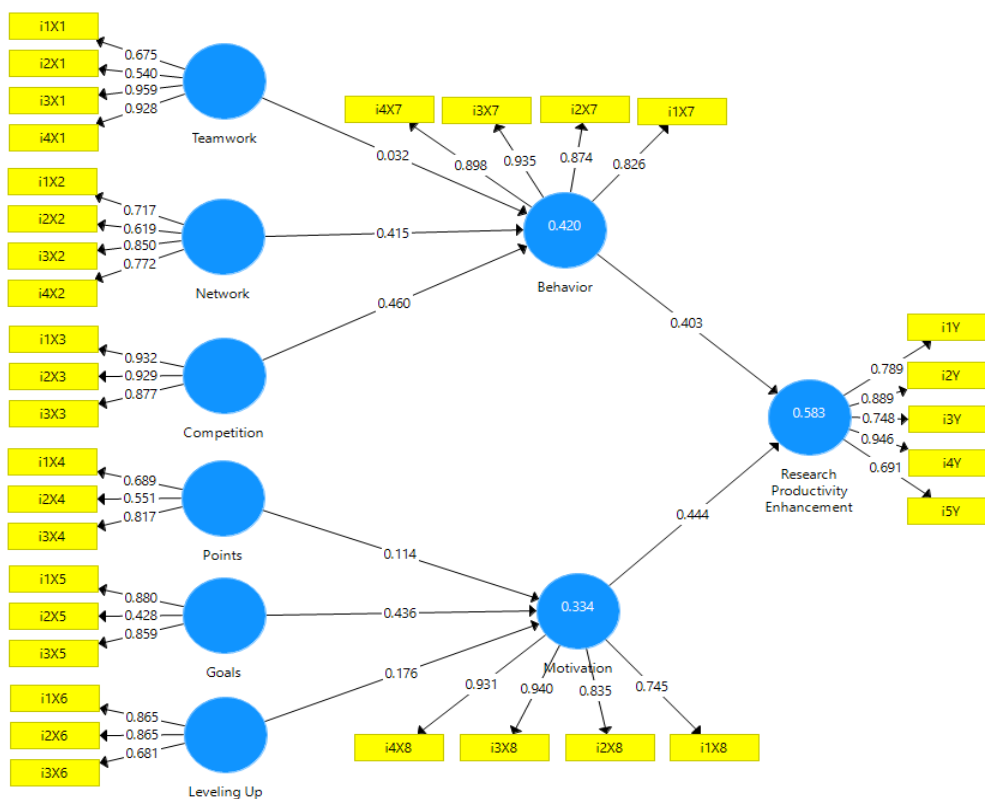 i1X1
0.675
i2X1
0.540
i3X1
0.959
0.928
i4X1
Teamwork
i4X7
i3X7
i2X7
i1X7
0.898
0.935
0.874
0.826
0.032
i1X2
0.717
i2X2
0.619
i3X2
0.850
0.772
i4X2
Network
0.415
0.420
Behavior
0.460
i1X3
0.932
i2X3
0.929
i3X3
0.877
Competition
0.403
i1Y
0.789
i2Y
0.889
i3Y
0.748
0.946
i4Y
0.691
i5Y
0.583
Research
Productivity
Enhancement
i1X4
0.689
i2X4
0.551
i3X4
0.817
Points
0.114
0.444
i1X5
0.880
i2X5
0.428
i3X5
0.859
Goals
0.436
0.334
Motivation
0.176
i1X6
0.865
i2X6
0.865
i3X6
0.681
Leveling Up
0.931
0.940
0.835
0.745
i4X8
i3X8
i2X8
i1X8